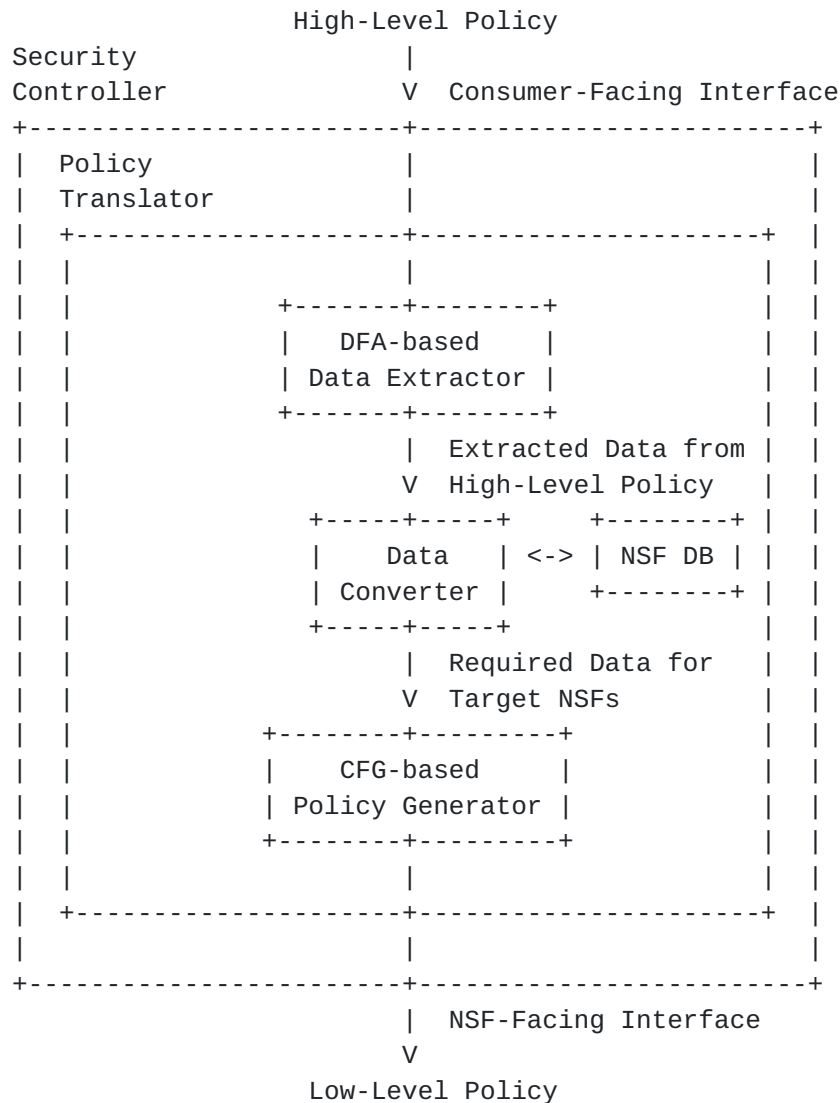 High-Level Policy
Security
Controller V Consumer-Facing Interface
Policy
Translator
DFA-based
Data Extractor
Extracted Data from
V High-Level Policy
Data <-> NSF DB
Converter
Required Data for
V Target NSFs
CFG-based
Policy Generator
NSF-Facing Interface
V
Low-Level Policy